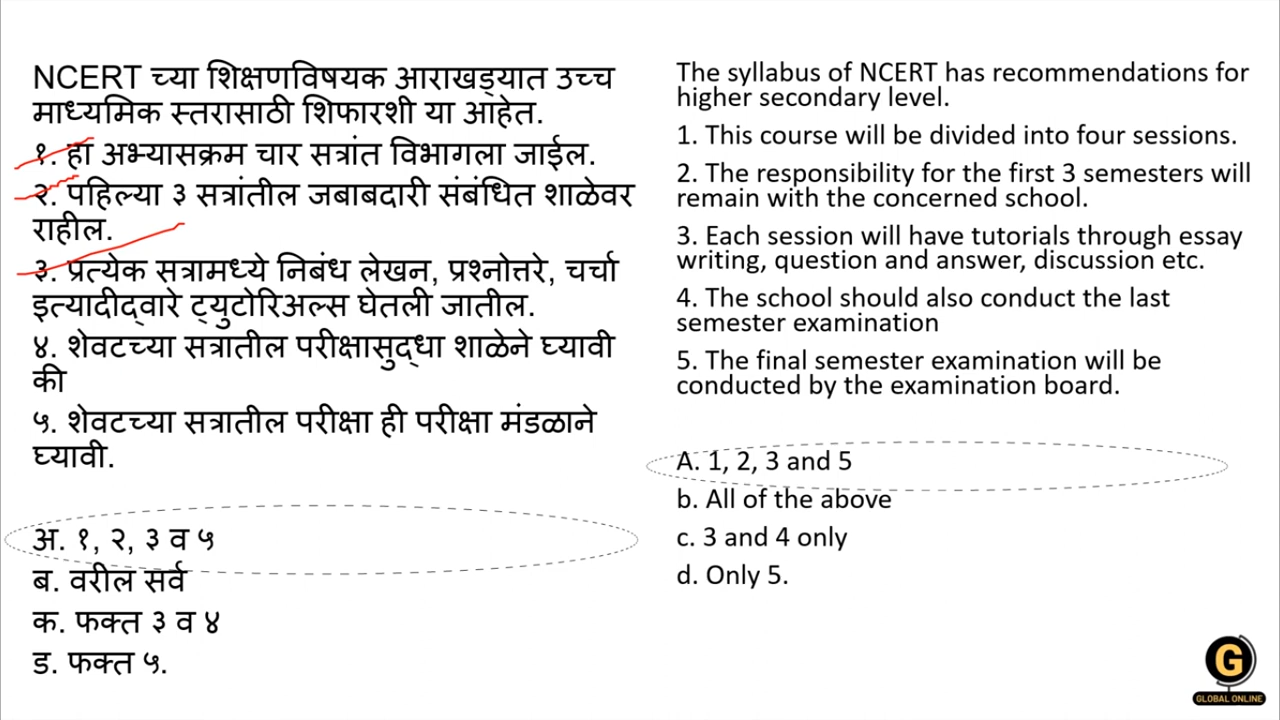 NCERT च्या शिक्षणविषयक आराखड्यात उच्च
माध्यमिक स्तरासाठी शिफारशी या आहेत.
१. हा अभ्यासक्रम चार सत्रांत विभागला जाईल.
२. पहिल्या ३ सत्रांतील जबाबदारी संबंधित शाळेवर
राहील.
३. प्रत्येक सत्रामध्ये निबंध लेखन, प्रश्नोत्तरे, चर्चा
इत्यादीद्वारे ट्युटोरिअल्स घेतली जातील.
४. शेवटच्या सत्रातील परीक्षासुद्धा शाळेने घ्यावी
की
५. शेवटच्या सत्रातील परीक्षा ही परीक्षा मंडळाने
घ्यावी.
अ. १, २, ३ व ५
ब. वरील सर्व
क. फक्त ३ व ४
ड. फक्त ५.
The syllabus of NCERT has recommendations for
higher secondary level.
1. This course will be divided into four sessions.
2. The responsibility for the first 3 semesters will
remain with the concerned school.
3. Each session will have tutorials through essay
writing, question and answer, discussion etc.
4. The school should also conduct the last
semester examination
5. The final semester examination will be
conducted by the examination board.
A. 1, 2, 3 and 5
b. All of the above
c. 3 and 4 only
d. Only 5.
G
GLOBAL ONLINE